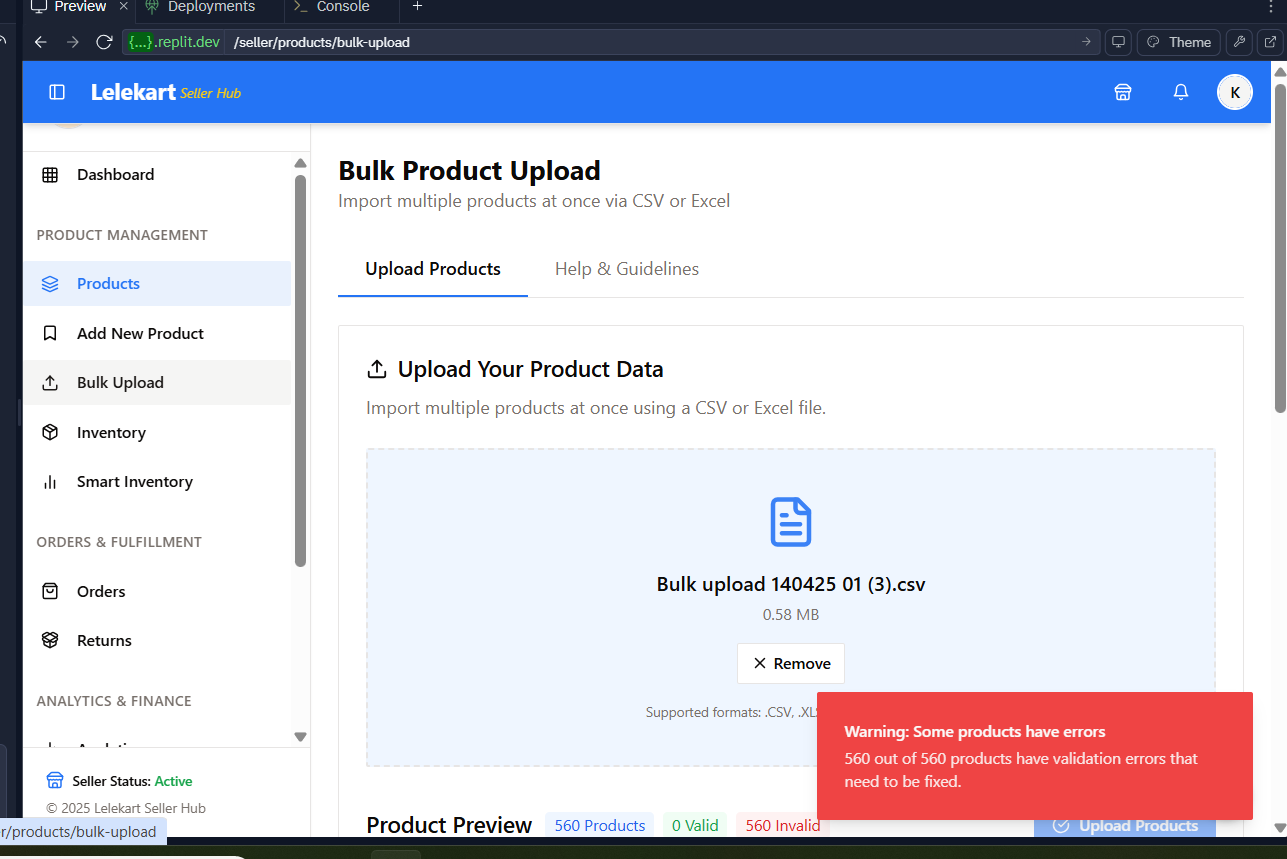 Preview
Deployments
Console
{...}.replit.dev
/seller/products/bulk-upload
Theme
Lelekart Seller Hub
K
Dashboard
PRODUCT MANAGEMENT
Products
Add New Product
Bulk Upload
Inventory
Smart Inventory
ORDERS & FULFILLMENT
Orders
Returns
ANALYTICS & FINANCE
Seller Status: Active
© 2025 Lelekart Seller Hub
r/products/bulk-upload
Bulk Product Upload
Import multiple products at once via CSV or Excel
Upload Products
Help & Guidelines
Upload Your Product Data
Import multiple products at once using a CSV or Excel file.
Bulk upload 140425 01 (3).csv
0.58 MB
Remove
Supported formats: .CSV,
Warning: Some products have errors
560 out of 560 products have validation errors that
need to be fixed.
Product Preview
560 Products
0 Valid
560 Invalid
Upload Products